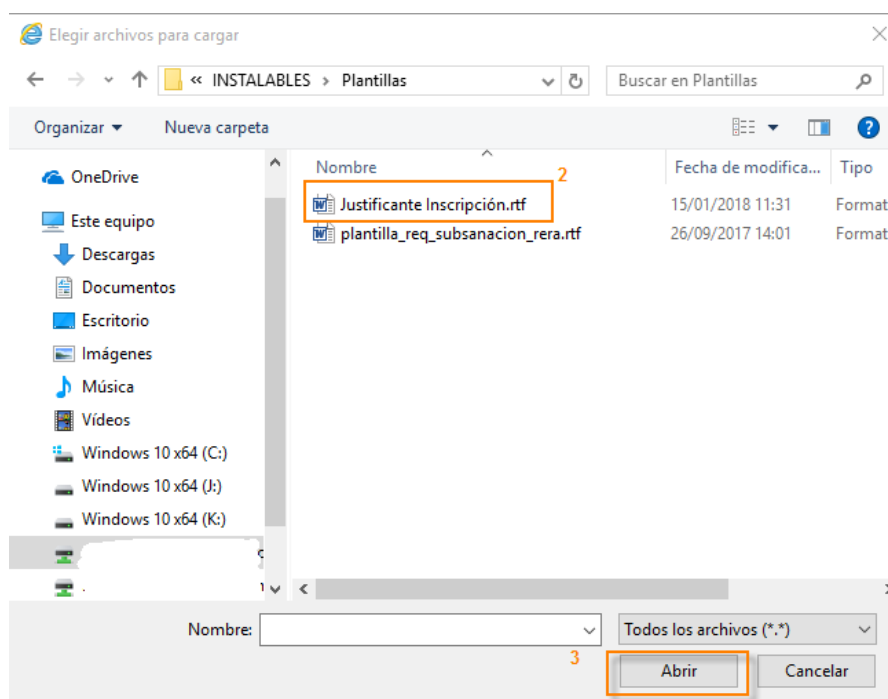 Elegir archivos para cargar
« INSTALABLES > Plantillas
Buscar en Plantillas
Organizar
Nueva carpeta
?
OneDrive
Este equipo
Descargas
Documentos
Escritorio
Imágenes
Música
Vídeos
Windows 10 x64 (C:)
Windows 10 x64 (J:)
Windows 10 x64 (K:)
Nombre
2
Fecha de modifica...
Tipo
Justificante Inscripción.rtf
15/01/2018 11:31
Format
plantilla_req_subsanacion_rera.rtf
26/09/2017 14:01
Format
Nombre:
Todos los archivos (*.*)
3
Abrir
Cancelar